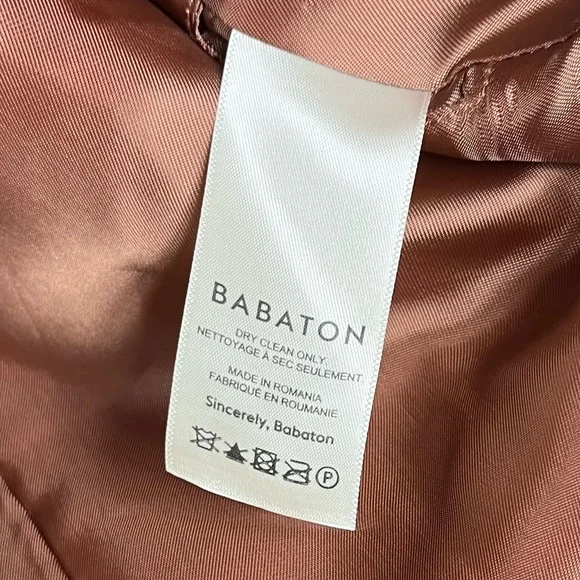 BABATON
DRY CLEAN ONLY
NETTOYAGE À SEC SEULEMENT.
MADE IN ROMANIA
FABRIQUÉ EN ROUMANIE
Sincerely, Babaton
P